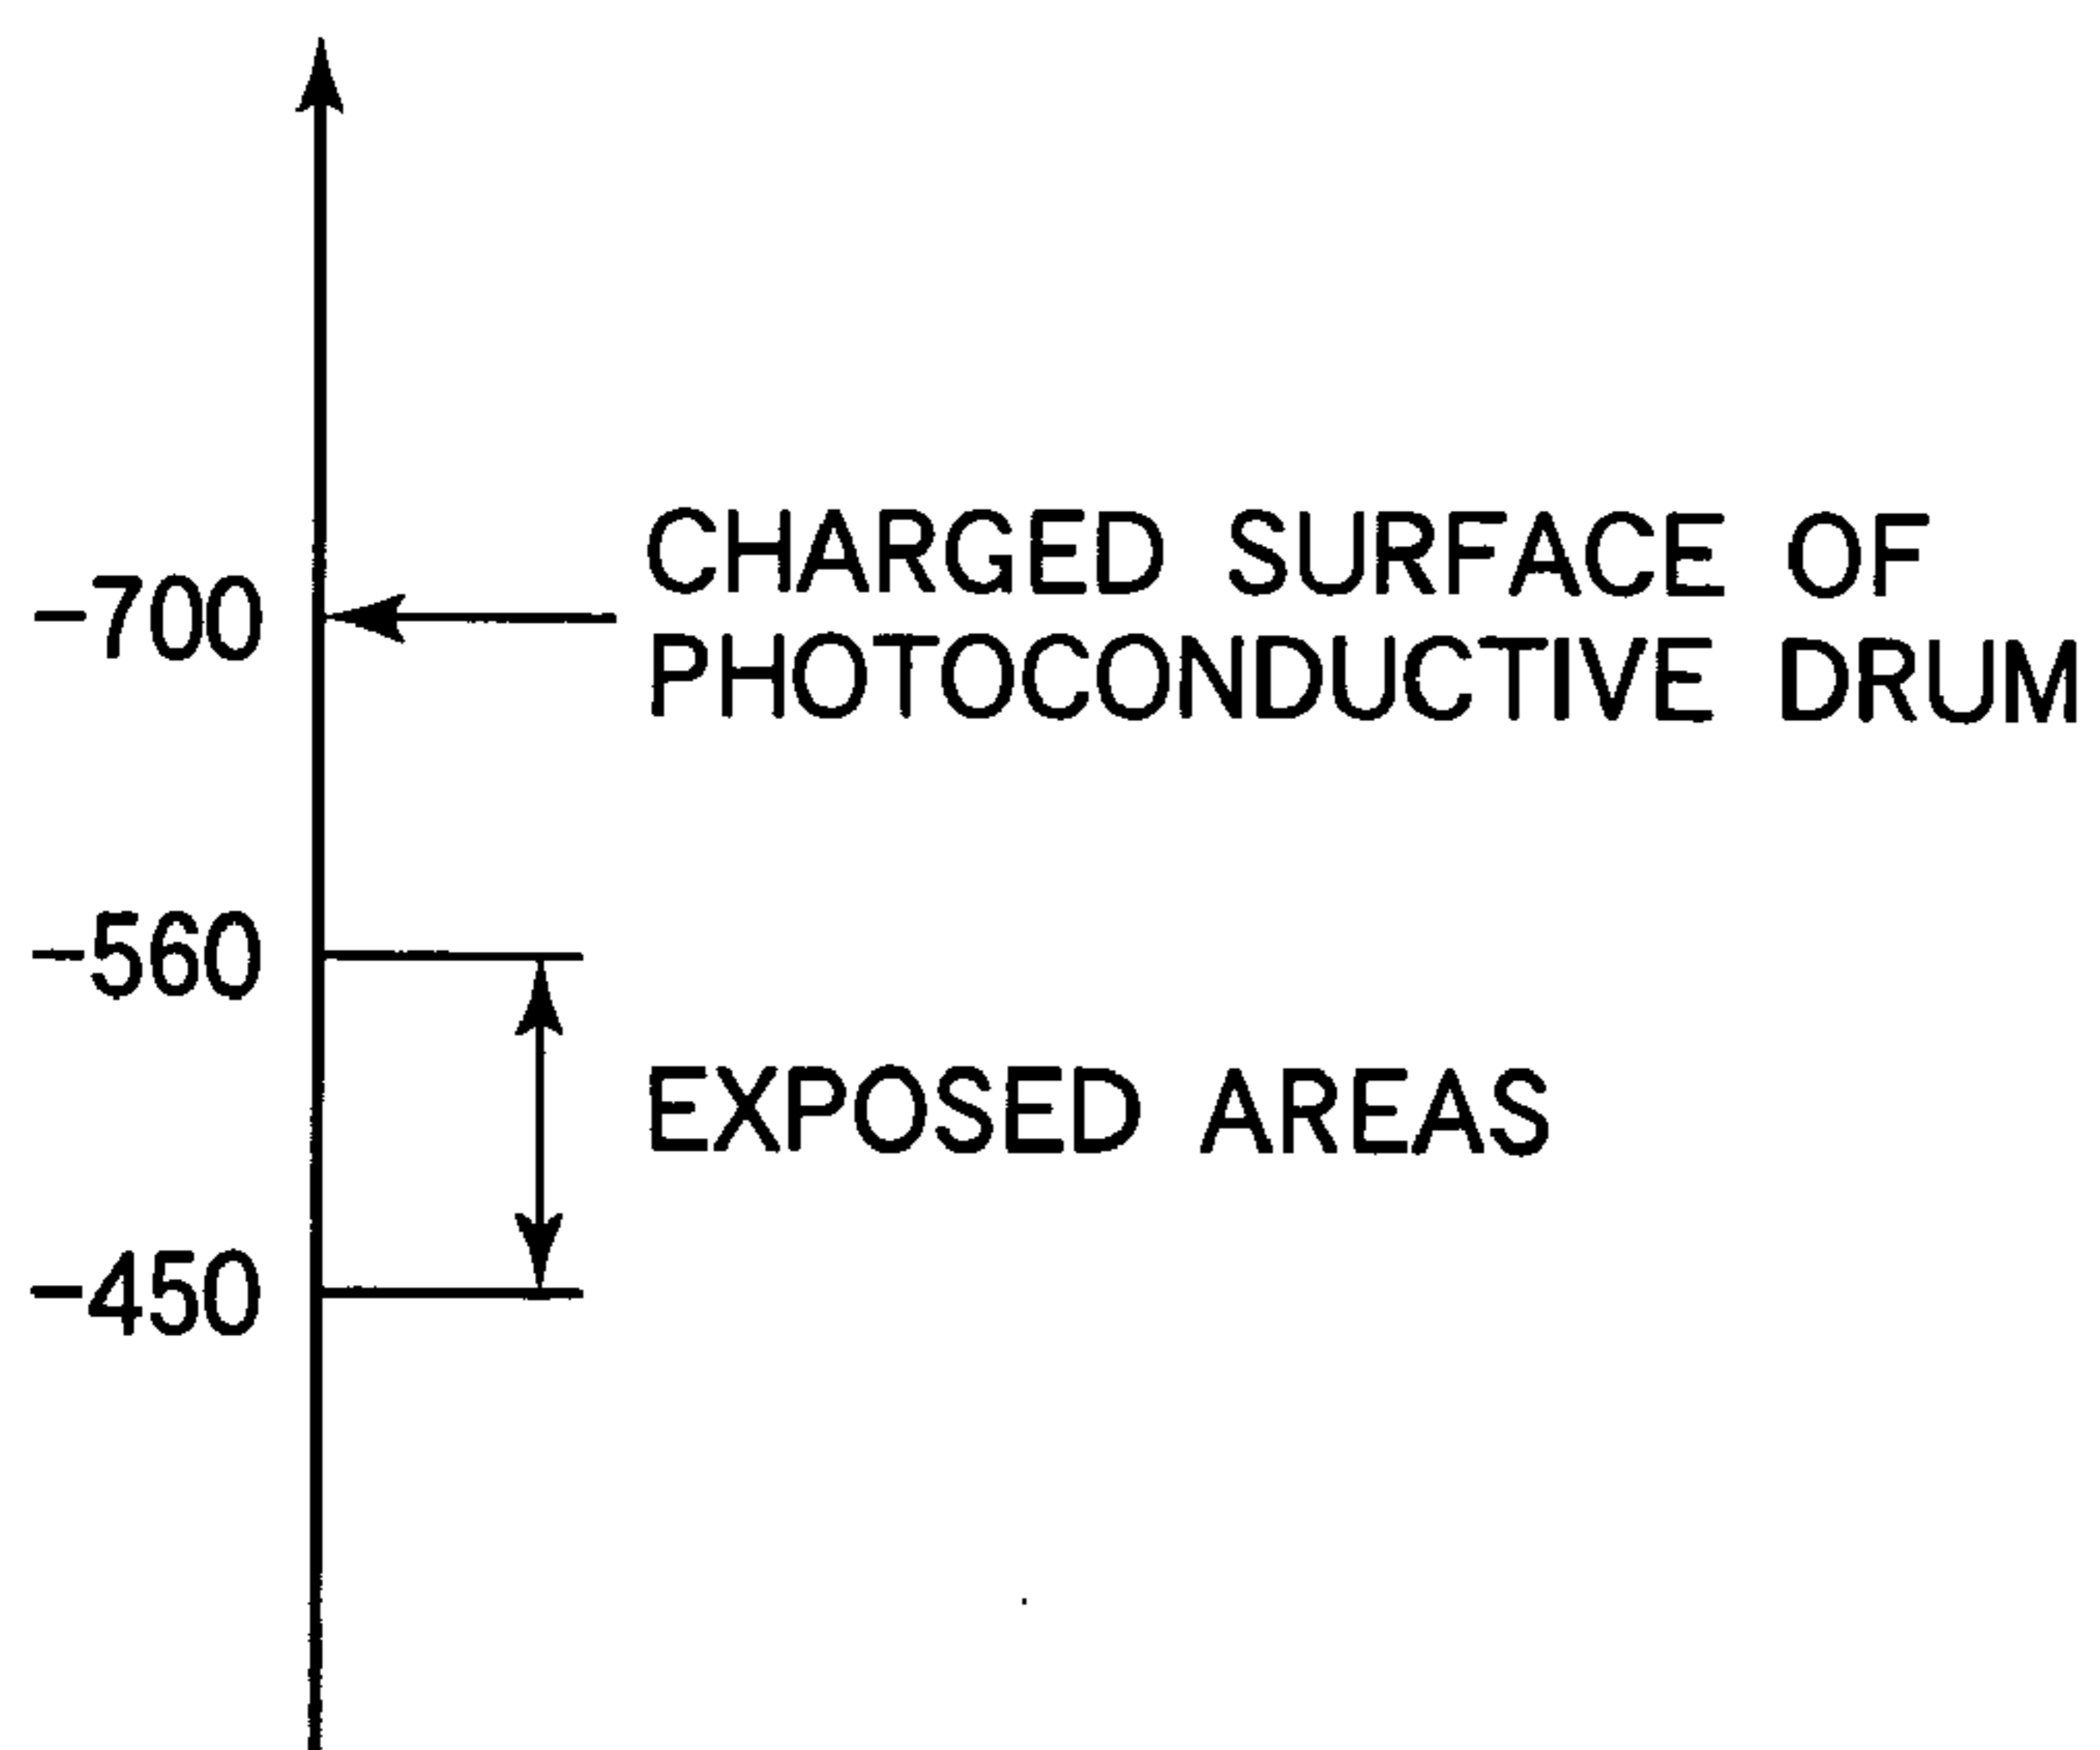 -700
CHARGED SURFACE OF
PHOTOCONDUCTIVE DRUM
-560
EXPOSED AREAS
-450